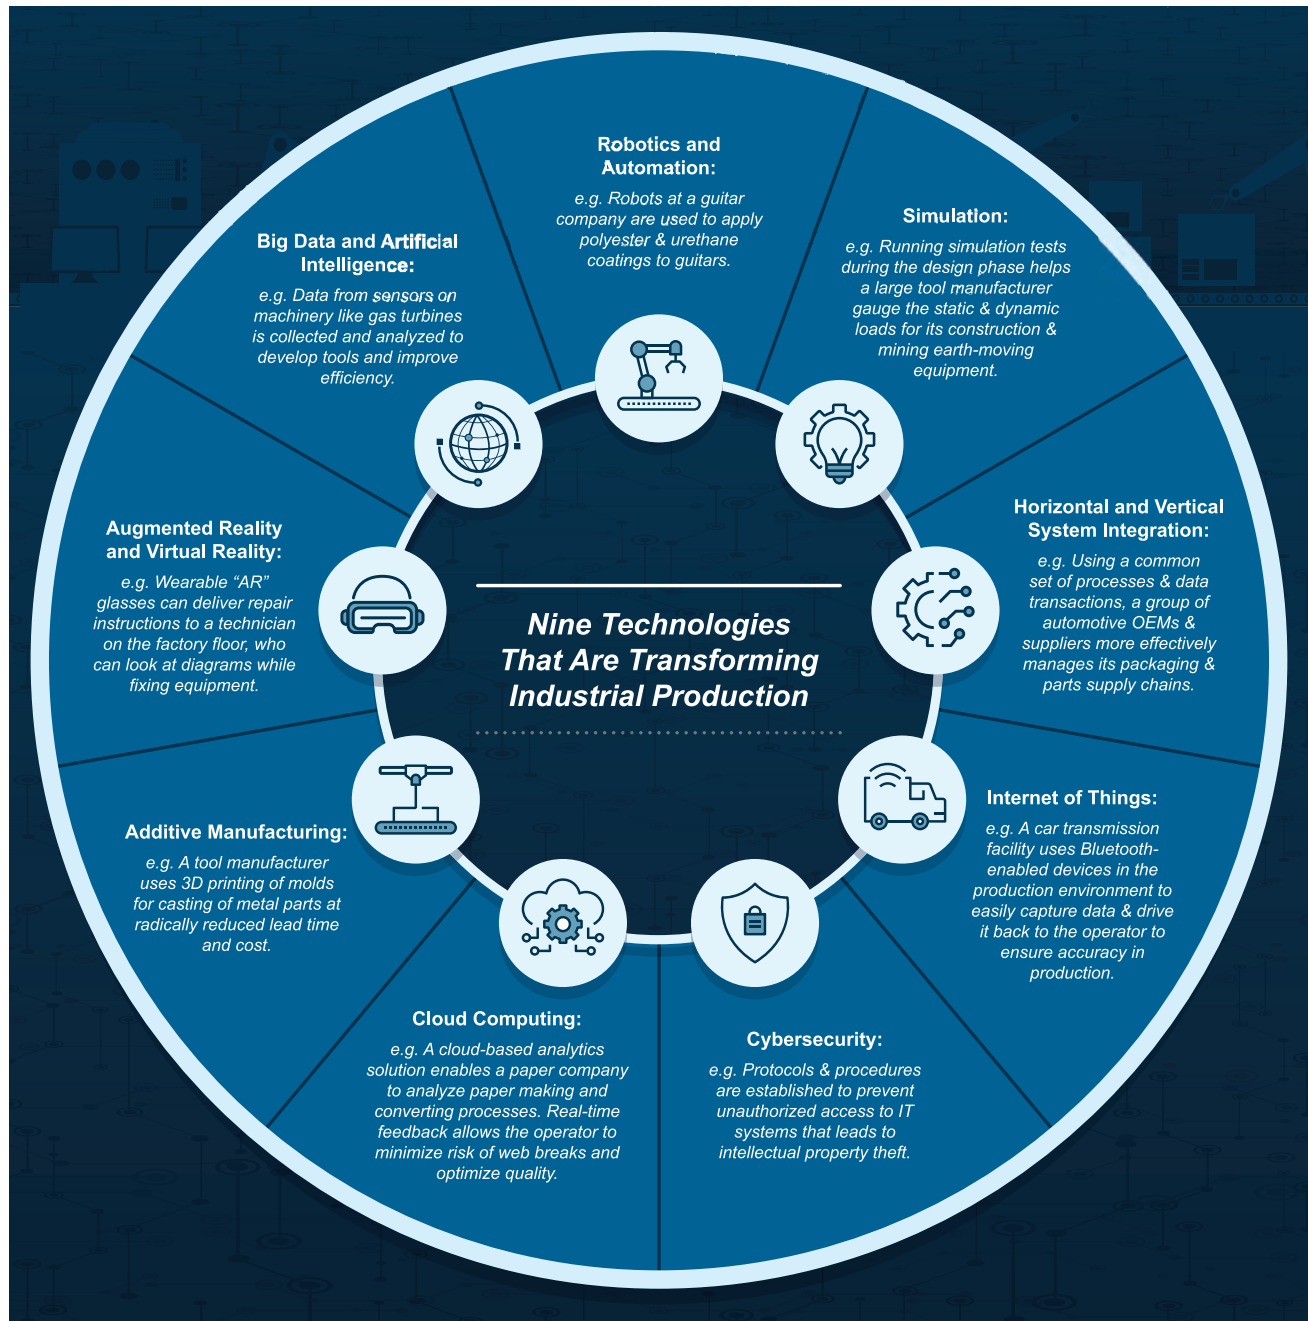 Robotics and
Automation:
e.g. Robots at a guitar
company are used to apply
polyester & urethane
coatings to guitars.
Simulation:
e.g. Running simulation tests
during the design phase helps
a large tool manufacturer
gauge the static & dynamic
loads for its construction &
mining earth-moving
equipment.
Horizontal and Vertical
System Integration:
e.g. Using a common
set of processes & data
transactions, a group of
automotive OEMs &
suppliers more effectively
manages its packaging &
parts supply chains.
Internet of Things:
e.g. A car transmission
facility uses Bluetooth-
enabled devices in the
production environment to
easily capture data & drive
it back to the operator to
ensure accuracy in
production.
Cybersecurity:
e.g. Protocols & procedures
are established to prevent
unauthorized access to IT
systems that leads to
intellectual property theft.
Cloud Computing:
e.g. A cloud-based analytics
solution enables a paper company
to analyze paper making and
converting processes. Real-time
feedback allows the operator to
minimize risk of web breaks and
optimize quality.
Additive Manufacturing:
e.g. A tool manufacturer
uses 3D printing of molds
for casting of metal parts at
radically reduced lead time
and cost.
Augmented Reality
and Virtual Reality:
e.g. Wearable “AR”
glasses can deliver repair
instructions to a technician
on the factory floor, who
can look at diagrams while
fixing equipment.
Big Data and Artificial
Intelligence:
e.g. Data from sensors on
machinery like gas turbines
is collected and analyzed to
develop tools and improve
efficiency.
Nine Technologies
That Are Transforming
Industrial Production